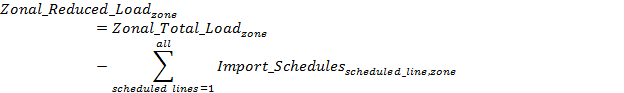 Zonal_Reduced_Load_zone
= Zonal_Total_Load_zone
all
− ∑ Import_Schedules_scheduled_line,zone
scheduled lines=1